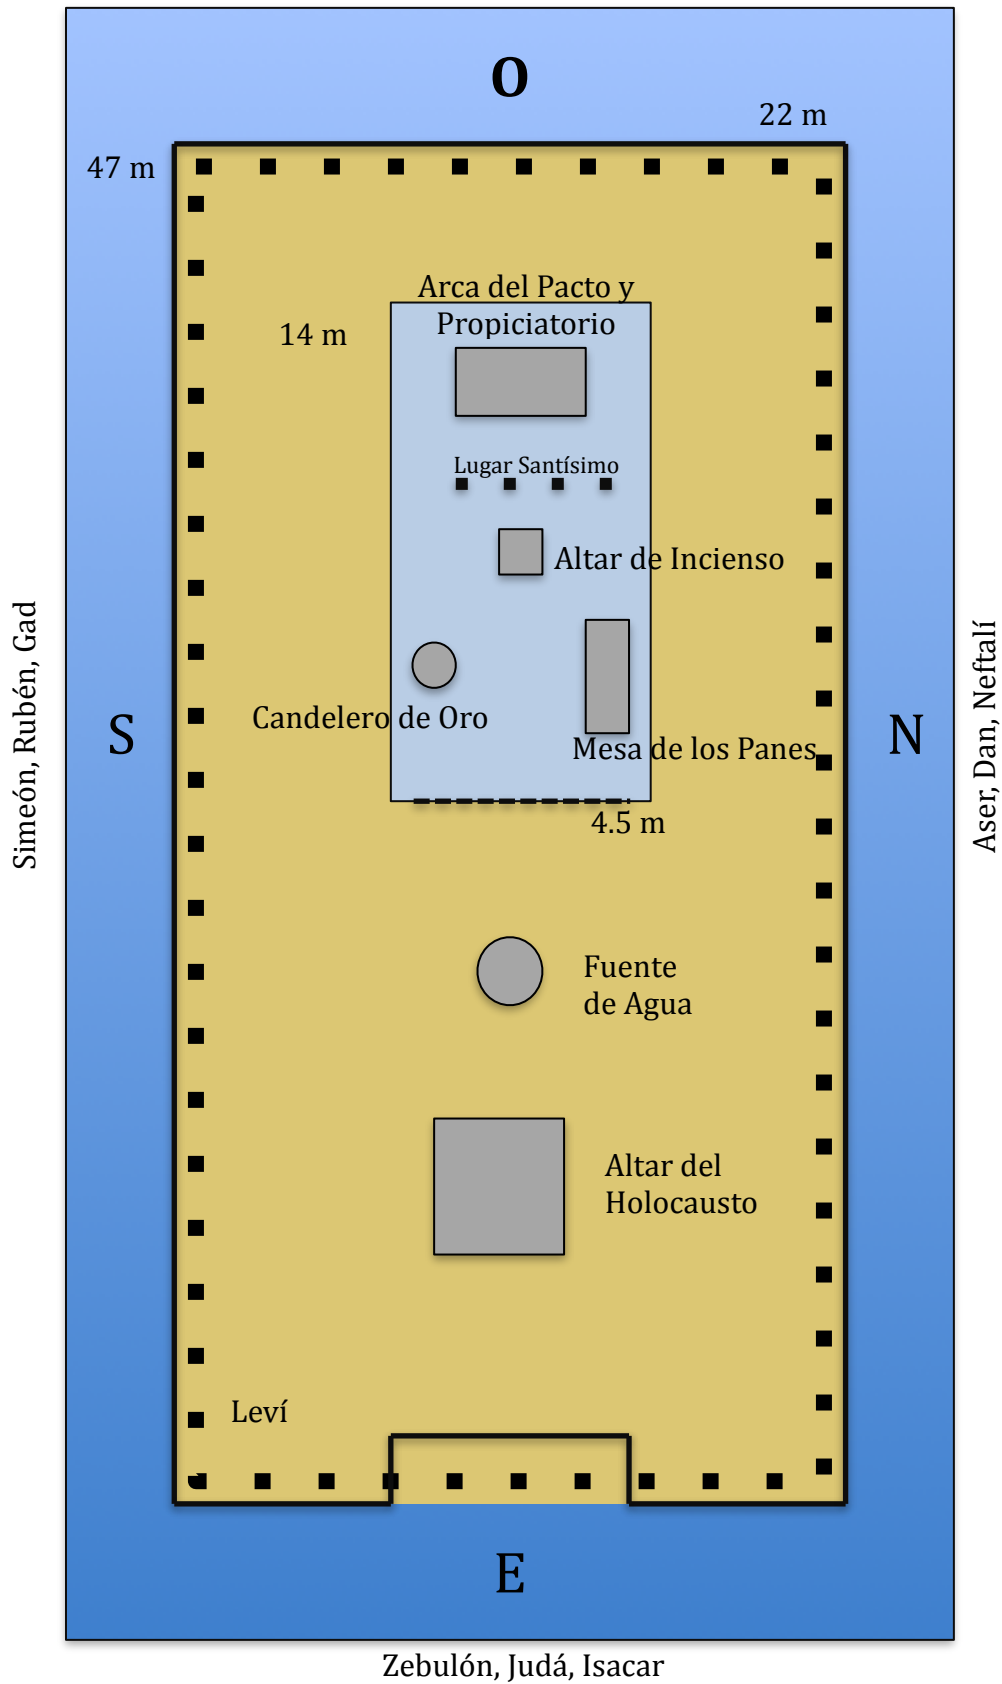 O
22 m
47 m
Arca del Pacto y
Propiciatorio
14 m
Lugar Santísimo
Altar de Incienso
Simeón, Rubén, Gad
Aser, Dan, Neftalí
Candelero de Oro
S
N
Mesa de los Panes
4.5 m
Fuente
de Agua
Altar del
Holocausto
Leví
E
Zebulón, Judá, Isacar